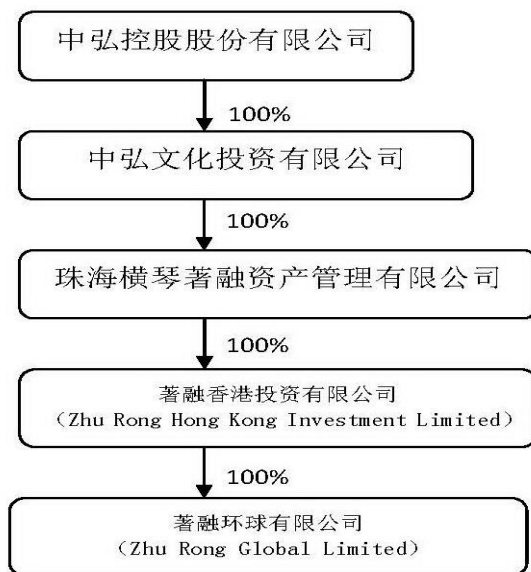 中弘控股股份有限公司
100%
中弘文化投资有限公司
100%
珠海横琴著融资产管理有限公司
100%
著融香港投资有限公司
（Zhu Rong Hong Kong Investment Limited）
100%
著融环球有限公司
（Zhu Rong Global Limited）